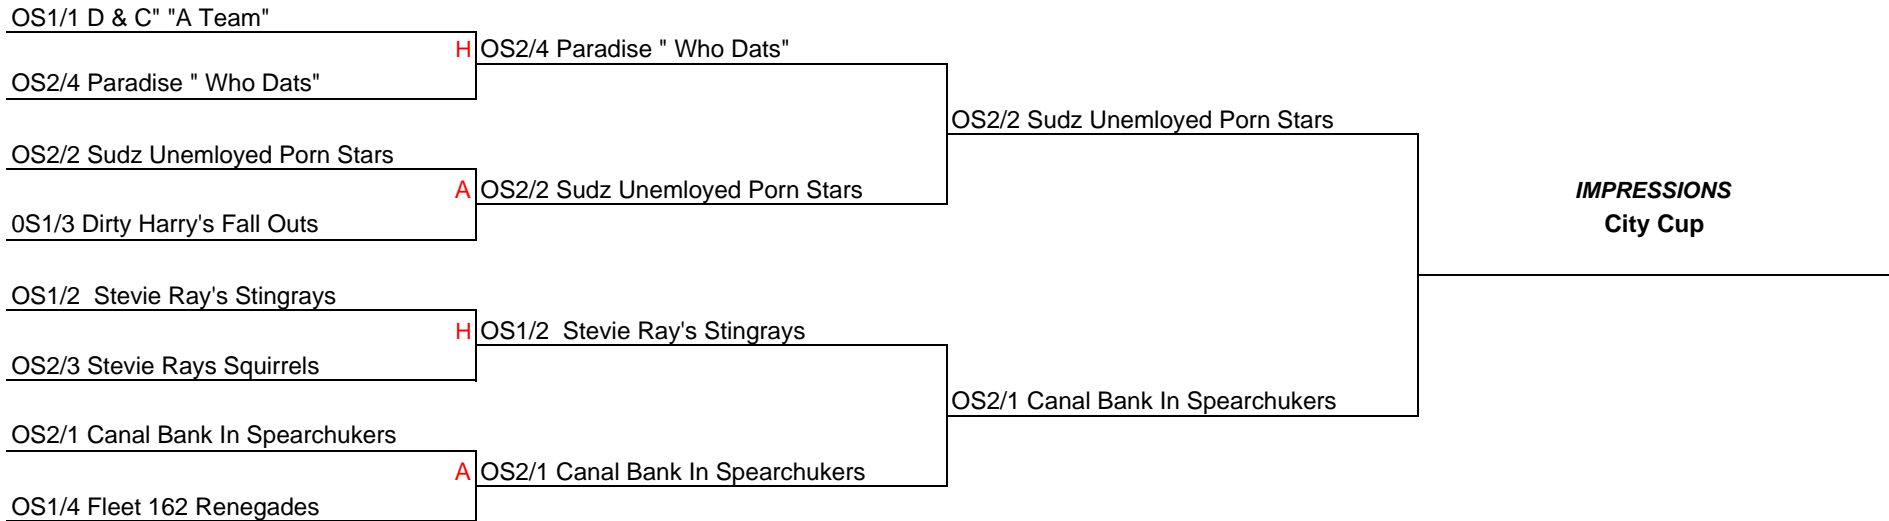 OS1/1 D & C" "A Team"
H OS2/4 Paradise " Who Dats"
OS2/4 Paradise " Who Dats"
OS2/2 Sudz Unemloyed Porn Stars
OS2/2 Sudz Unemloyed Porn Stars
A OS2/2 Sudz Unemloyed Porn Stars
IMPRESSIONS
0S1/3 Dirty Harry's Fall Outs
City Cup
OS1/2  Stevie Ray's Stingrays
H OS1/2  Stevie Ray's Stingrays
OS2/3 Stevie Rays Squirrels
OS2/1 Canal Bank In Spearchukers
OS2/1 Canal Bank In Spearchukers
A OS2/1 Canal Bank In Spearchukers
OS1/4 Fleet 162 Renegades